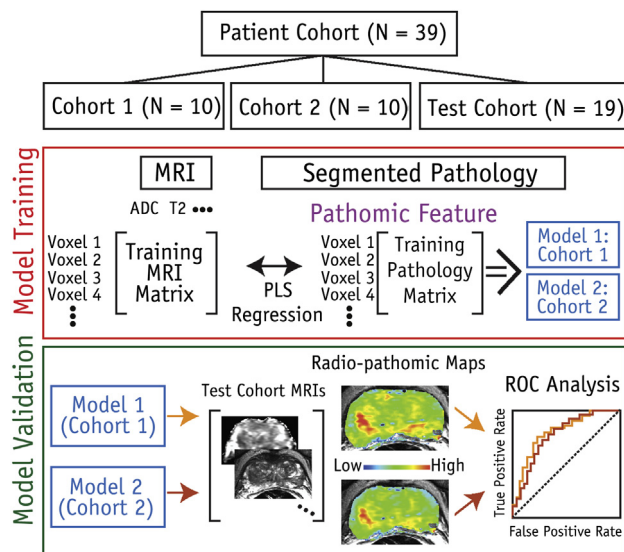 Patient Cohort (N = 39)
Cohort 1 (N = 10)
Cohort 2 (N = 10)
Test Cohort (N = 19)
Model Training
MRI
Segmented Pathology
ADC T2 •••
Pathomic Feature
Voxel 1
Voxel 2
Voxel 3
Voxel 4
Training
MRI
Matrix
PLS
Regression
Voxel 1
Voxel 2
Voxel 3
Voxel 4
Training
Pathology
Matrix
Model 1:
Cohort 1
Model 2:
Cohort 2
Model Validation
Model 1
(Cohort 1)
Model 2
(Cohort 2)
Test Cohort MRIs
Radio-pathomic Maps
Low
High
ROC Analysis
True Positive Rate
False Positive Rate